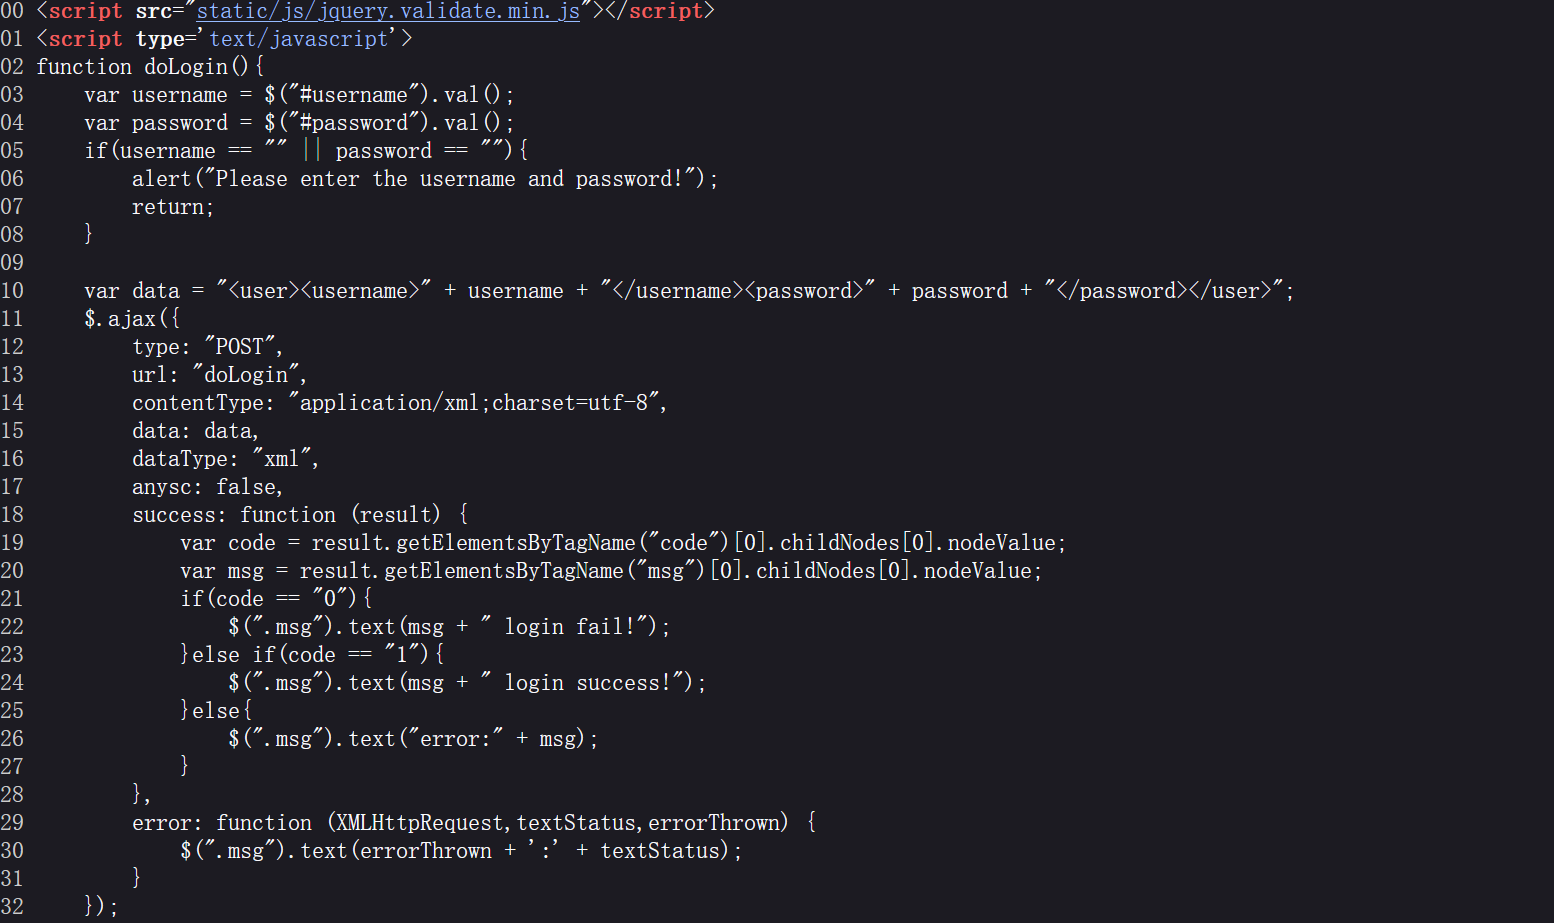 00 <script src="static/js/jquery.validate.min.js"></script>
01 <script type='text/javascript'>
02 function doLogin(){
03     var username = $("#username").val();
04     var password = $("#password").val();
05     if(username == "" || password == ""){
06         alert("Please enter the username and password!");
07         return;
08     }
09
10     var data = "<user><username>" + username + "</username><password>" + password + "</password></user>";
11     $.ajax({
12         type: "POST",
13         url: "doLogin",
14         contentType: "application/xml;charset=utf-8",
15         data: data,
16         dataType: "xml",
17         anysc: false,
18         success: function (result) {
19             var code = result.getElementsByTagName("code")[0].childNodes[0].nodeValue;
20             var msg = result.getElementsByTagName("msg")[0].childNodes[0].nodeValue;
21             if(code == "0"){
22                 $(".msg").text(msg + " login fail!");
23             }else if(code == "1"){
24                 $(".msg").text(msg + " login success!");
25             }else{
26                 $(".msg").text("error:" + msg);
27             }
28         },
29         error: function (XMLHttpRequest,textStatus,errorThrown) {
30             $(".msg").text(errorThrown + ':' + textStatus);
31         }
32     });